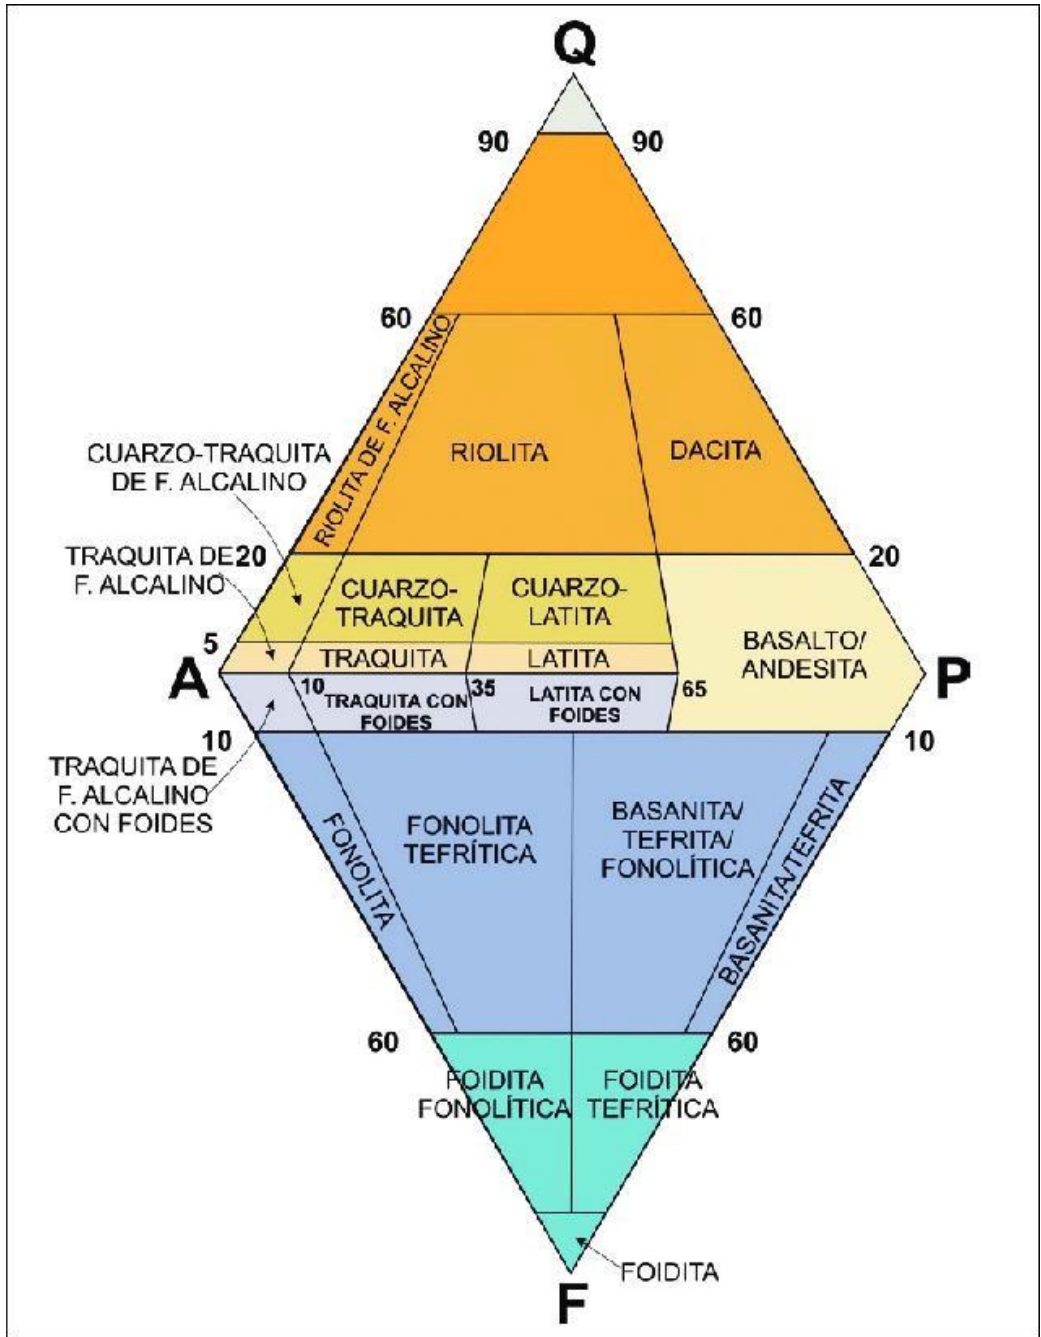 Q
90
90
60
60
RIOLITA DE F. ALCALINO
RIOLITA
DACITA
CUARZO-TRAQUITA
DE F. ALCALINO
TRAQUITA DE
F. ALCALINO
20
20
CUARZO-
TRAQUITA
CUARZO-
LATITA
BASALTO/
ANDESITA
5
TRAQUITA
LATITA
A
P
10
35
65
TRAQUITA CON
FOIDES
LATITA CON
FOIDES
10
10
TRAQUITA DE
F. ALCALINO
CON FOIDES
FONOLITA
FONOLITA
TEFRÍTICA
BASANITA/
TEFRITA/
FONOLÍTICA
BASANITA/TEFRITA
60
60
FOIDITA
FONOLÍTICA
FOIDITA
TEFRÍTICA
FOIDITA
F